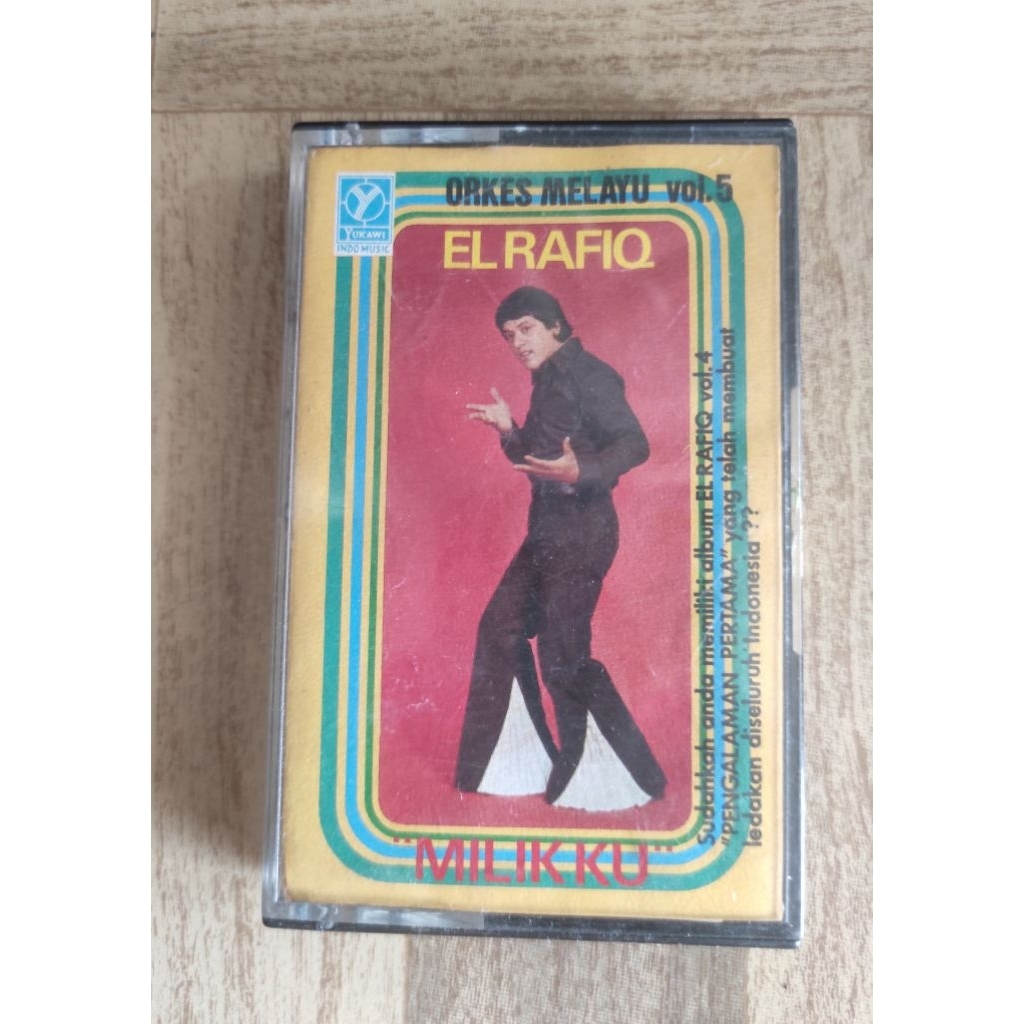 ORKES MELAYU vol.5
Y
YUKAWI
INDO MUSIC
EL RAFIQ
Sudahkah anda memiliki album EL RAFIQ vol.4
"PENGALAMAN PERTAMA" yang telah membuat
ledakan diseluruh Indonesia ??
"MILIK KU"